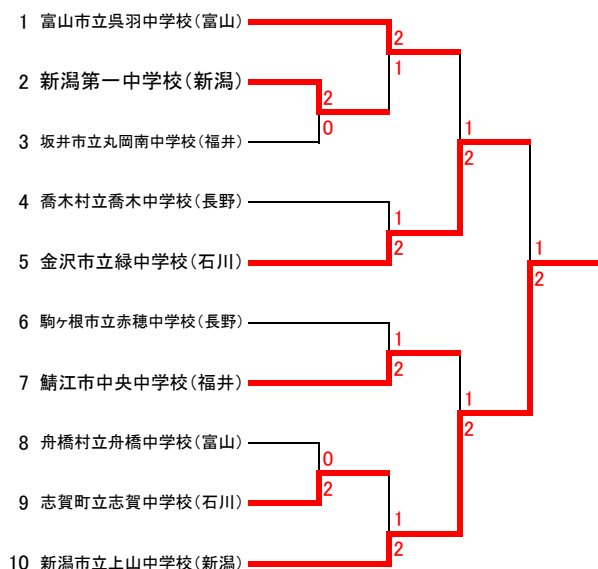 1 富山市立呉羽中学校(富山)
2
2 新潟第一中学校(新潟)
1
2
0
3 坂井市立丸岡南中学校(福井)
1
2
4 喬木村立喬木中学校(長野)
1
2
5 金沢市立緑中学校(石川)
1
2
6 駒ヶ根市立赤穂中学校(長野)
1
2
7 鯖江市中央中学校(福井)
1
2
8 舟橋村立舟橋中学校(富山)
0
2
9 志賀町立志賀中学校(石川)
1
2
10 新潟市立上山中学校(新潟)